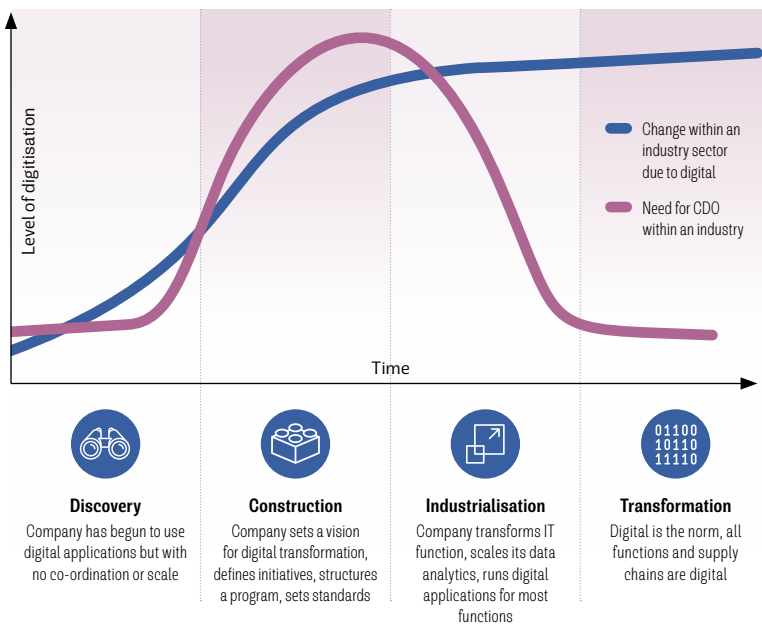 Level of digitisation
Change within an
industry sector
due to digital
Need for CDO
within an industry
Time
01100
10110
11110
Discovery
Company has begun to use
digital applications but with
no co-ordination or scale
Construction
Company sets a vision
for digital transformation,
defines initiatives, structures
a program, sets standards
Industrialisation
Company transforms IT
function, scales its data
analytics, runs digital
applications for most
functions
Transformation
Digital is the norm, all
functions and supply
chains are digital